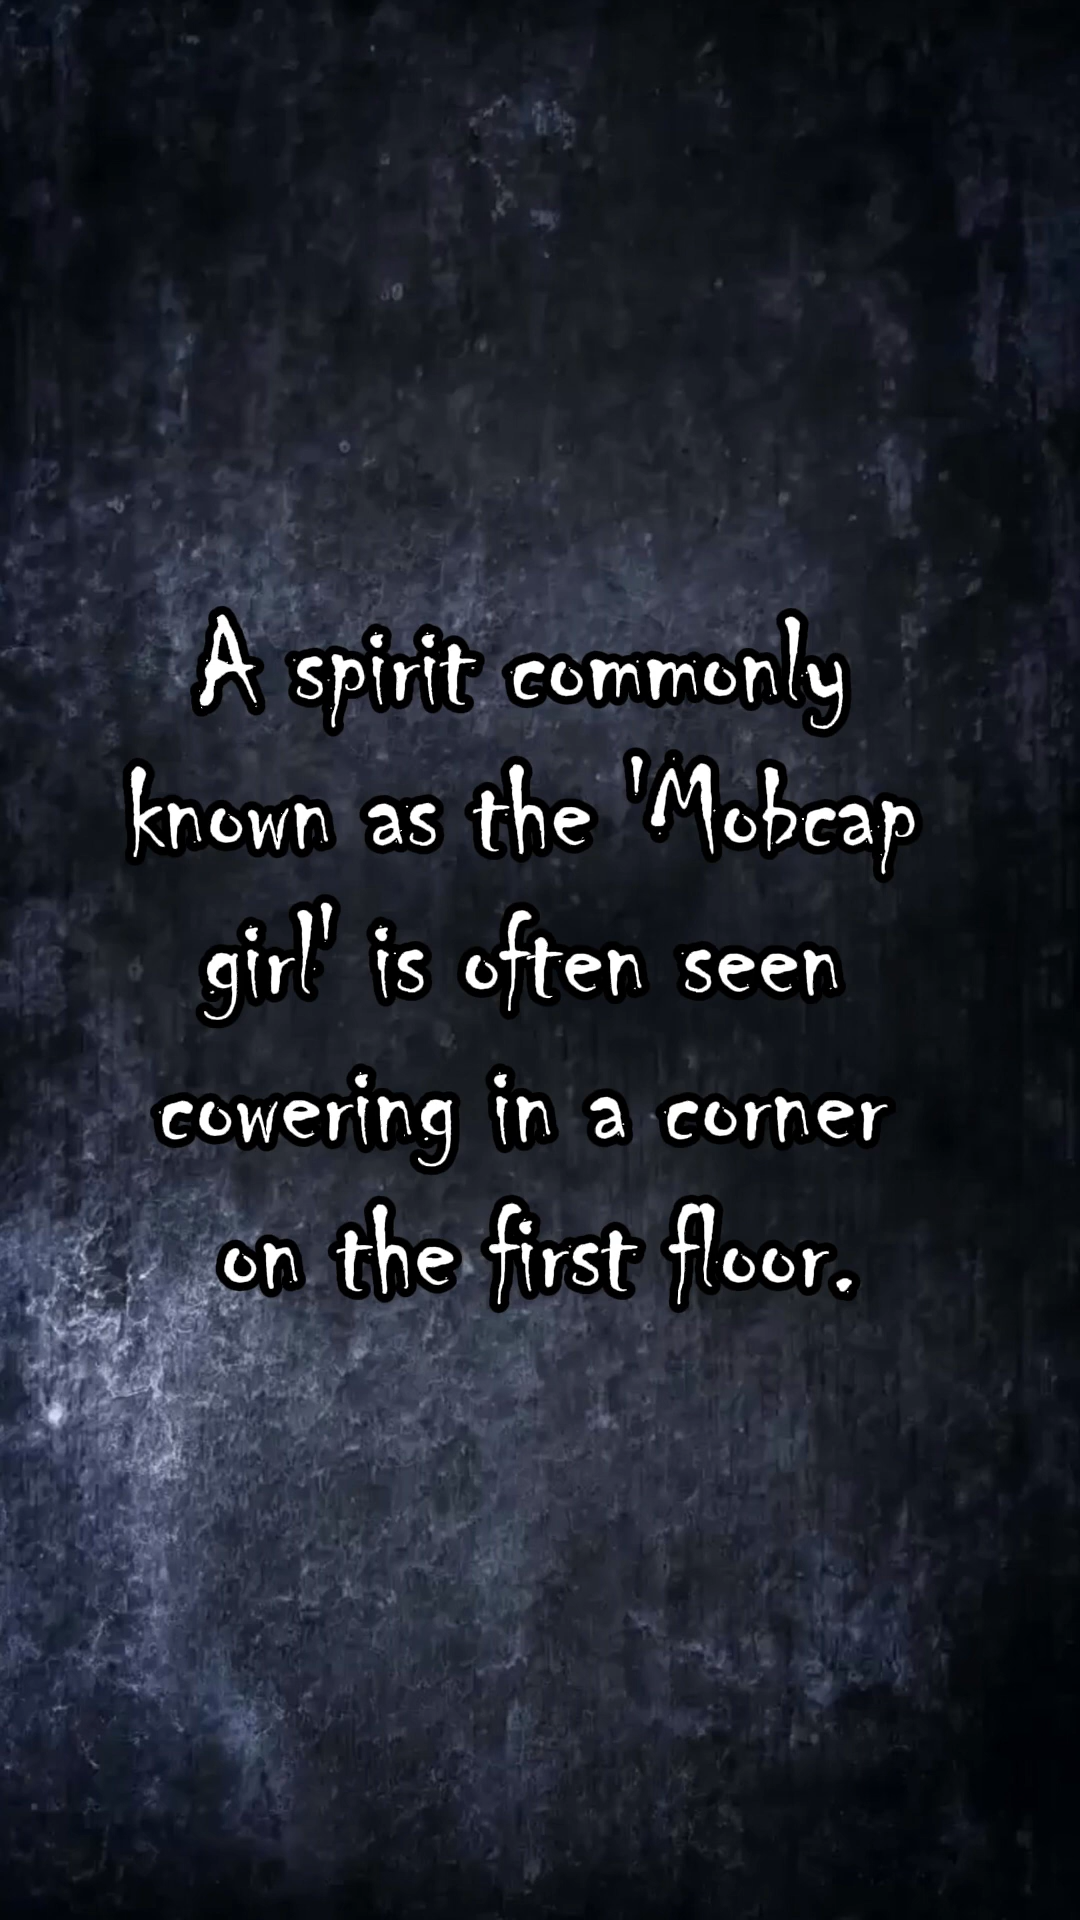 A spirit commonly
known as the 'Mobcap
girl' is often seen
cowering in a corner
on the first floor.